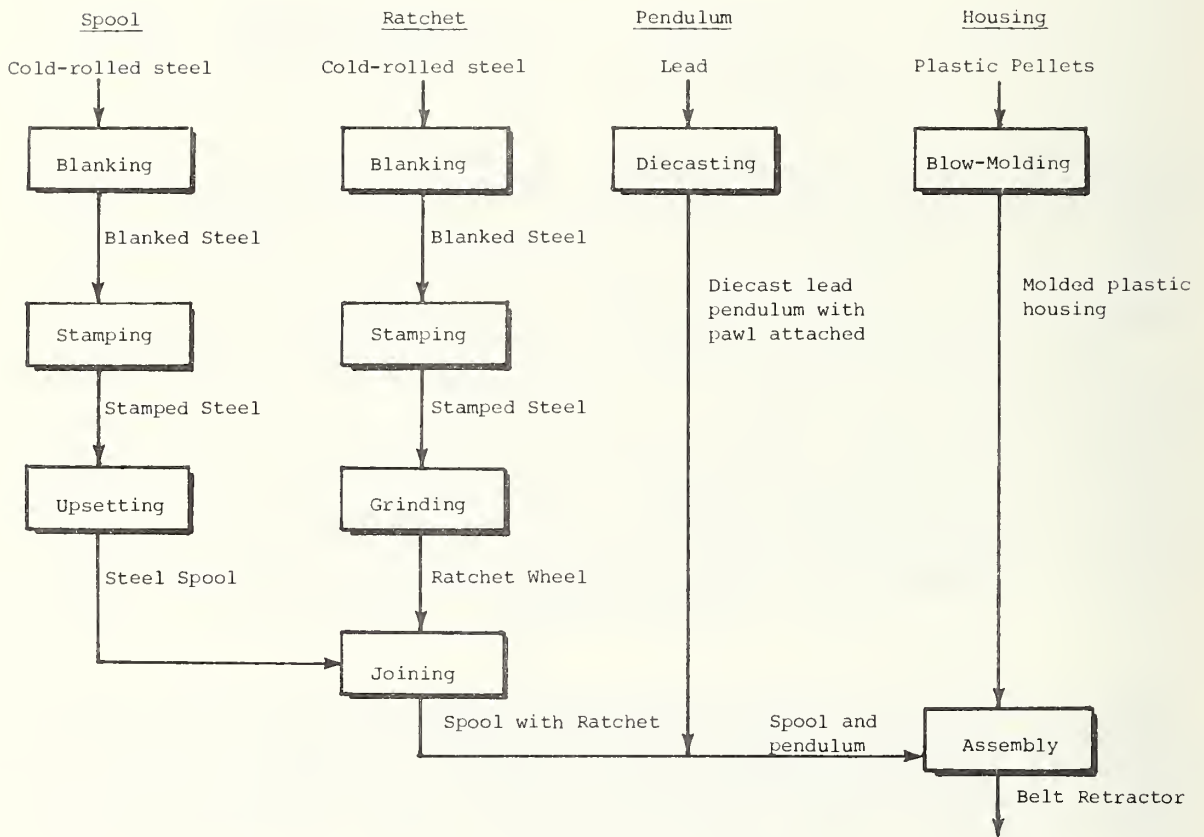 Spool
Ratchet
Pendulum
Housing
Cold-rolled steel
Cold-rolled steel
Lead
Plastic Pellets
Blanking
Blanking
Diecasting
Blow-Molding
Blanked Steel
Blanked Steel
Diecast lead
pendulum with
pawl attached
Molded plastic
housing
Stamping
Stamping
Stamped Steel
Stamped Steel
Upsetting
Grinding
Steel Spool
Ratchet Wheel
Joining
Spool with Ratchet
Spool and
pendulum
Assembly
Belt Retractor